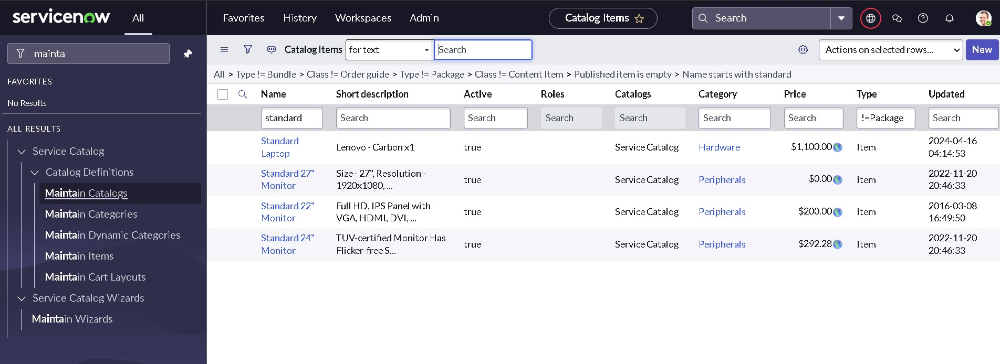 servicenow
All
Favorites
History
Workspaces
Admin
Catalog Items
Search
mainta
FAVORITES
No Results
ALL RESULTS
Service Catalog
Catalog Definitions
Maintain Catalogs
Maintain Categories
Maintain Dynamic Categories
Maintain Items
Maintain Cart Layouts
Service Catalog Wizards
Maintain Wizards
Catalog Items for text Search
Actions on selected rows...
New
All > Type != Bundle > Class != Order guide > Type != Package > Class != Content Item > Published item is empty > Name starts with standard
Name Short description Active Roles Catalogs Category Price Type Updated
standard Search Search Search Search Search Search !=Package Search
Standard Laptop Lenovo - Carbon x1 true Service Catalog Hardware $1,100.00 Item 2024-04-16 04:14:53
Standard 27" Monitor Size - 27", Resolution - 1920x1080, ... true Service Catalog Peripherals $0.00 Item 2022-11-20 20:46:33
Standard 22" Monitor Full HD, IPS Panel with VGA, HDMI, DVI, ... true Service Catalog Peripherals $200.00 Item 2016-03-08 16:49:50
Standard 24" Monitor TUV-certified Monitor Has Flicker-free S... true Service Catalog Peripherals $292.28 Item 2022-11-20 20:46:33